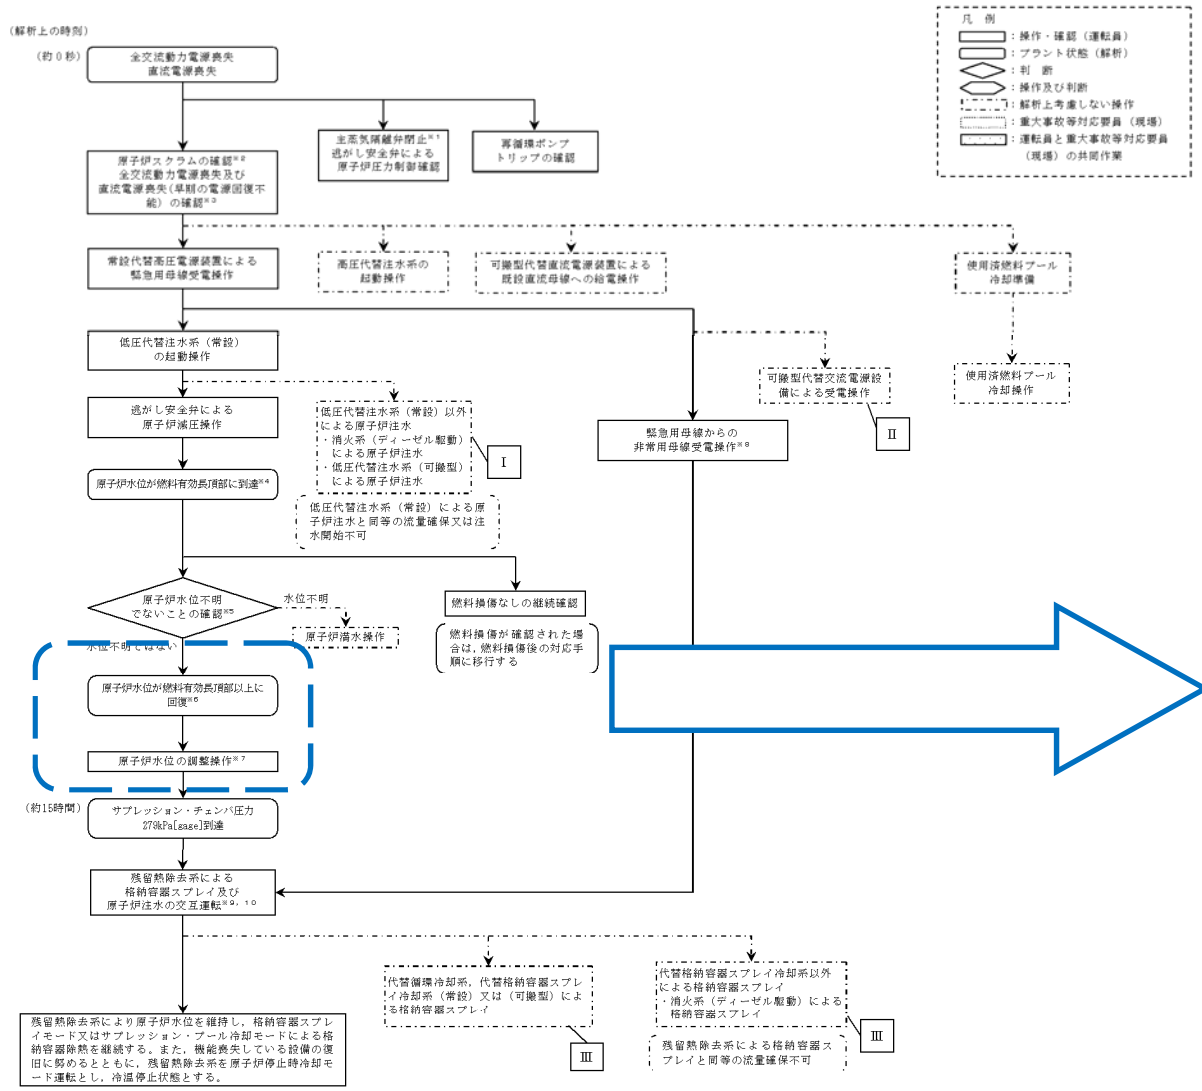 (解析上の時刻)
(約０秒)
全交流動力電源喪失
直流電源喪失
凡 例
：操作・確認（運転員）
：プラント状態（解析）
：判 断
：操作及び判断
：解析上考慮しない操作
：重大事故等対応要員（現場）
：運転員と重大事故等対応要員
（現場）の共同作業
主蒸気隔離弁閉止※１
逃がし安全弁による
原子炉圧力制御確認
再循環ポンプ
トリップの確認
原子炉スクラムの確認※２
全交流動力電源喪失及び
直流電源喪失(早期の電源回復不
能）の確認※３
常設代替高圧電源装置による
緊急用母線受電操作
高圧代替注水系の
起動操作
可搬型代替直流電源装置による
既設直流母線への給電操作
使用済燃料プール
冷却準備
低圧代替注水系（常設）
の起動操作
可搬型代替交流電源設
備による受電操作
使用済燃料プール
冷却操作
逃がし安全弁による
原子炉減圧操作
低圧代替注水系（常設）以外
による原子炉注水
・消火系（ディーゼル駆動）
による原子炉注水
・低圧代替注水系（可搬型）
による原子炉注水
Ⅰ
Ⅱ
緊急用母線からの
非常用母線受電操作※８
原子炉水位が燃料有効長頂部に到達※４
低圧代替注水系（常設）による原
子炉注水と同等の流量確保又は注
水開始不可
原子炉水位不明
でないことの確認※５
水位不明
燃料損傷なしの継続確認
原子炉満水操作
燃料損傷が確認された場
合は，燃料損傷後の対応手
順に移行する
水位不明ではない
原子炉水位が燃料有効長頂部以上に
回復※６
原子炉水位の調整操作※７
(約15時間)
サプレッション・チェンバ圧力
279kPa[gage]到達
残留熱除去系による
格納容器スプレイ及び
原子炉注水の交互運転※９，１０
代替循環冷却系，代替格納容器スプレ
イ冷却系（常設）又は（可搬型）によ
る格納容器スプレイ
Ⅲ
代替格納容器スプレイ冷却系以外
による格納容器スプレイ
・消火系（ディーゼル駆動）による
格納容器スプレイ
Ⅲ
残留熱除去系による格納容器ス
プレイと同等の流量確保不可
残留熱除去系により原子炉水位を維持し，格納容器スプレ
イモード又はサプレッション・プール冷却モードによる格
納容器除熱を継続する。また，機能喪失している設備の復
旧に努めるとともに，残留熱除去系を原子炉停止時冷却モ
ード運転とし，冷温停止状態とする。